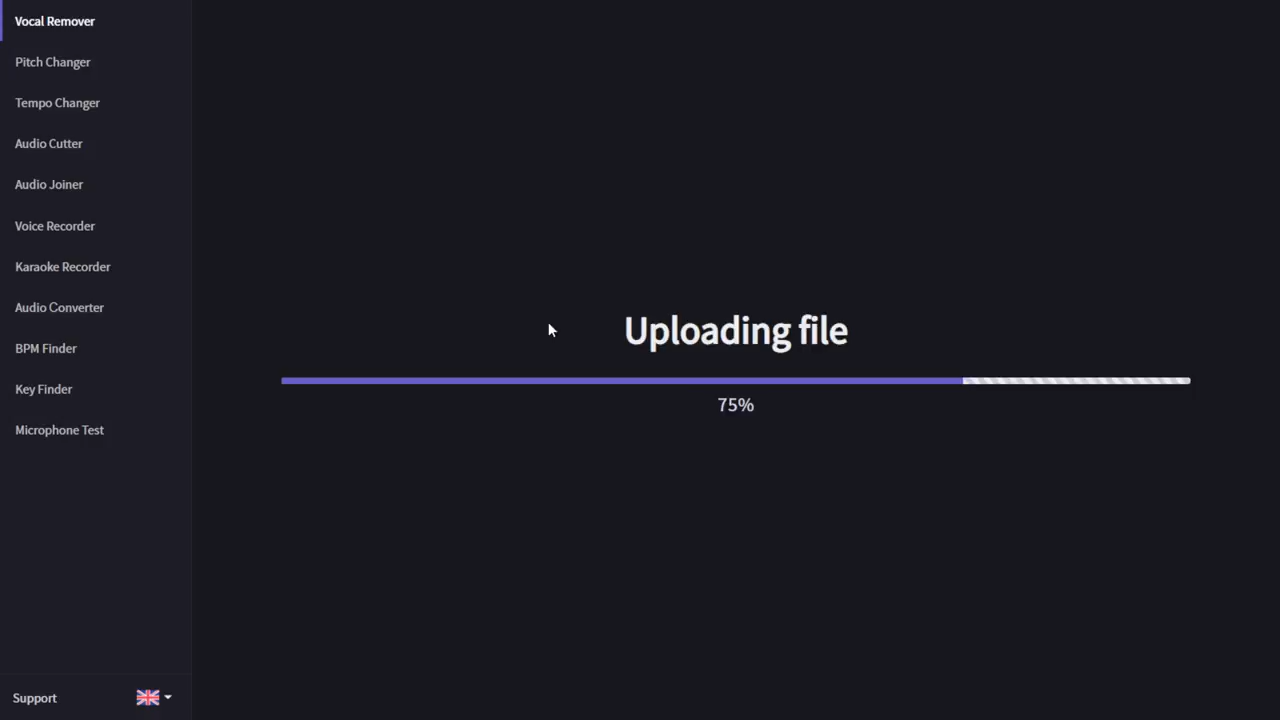 Vocal Remover
Pitch Changer
Tempo Changer
Audio Cutter
Audio Joiner
Voice Recorder
Karaoke Recorder
Audio Converter
BPM Finder
Key Finder
Microphone Test
Uploading file
75%
Support